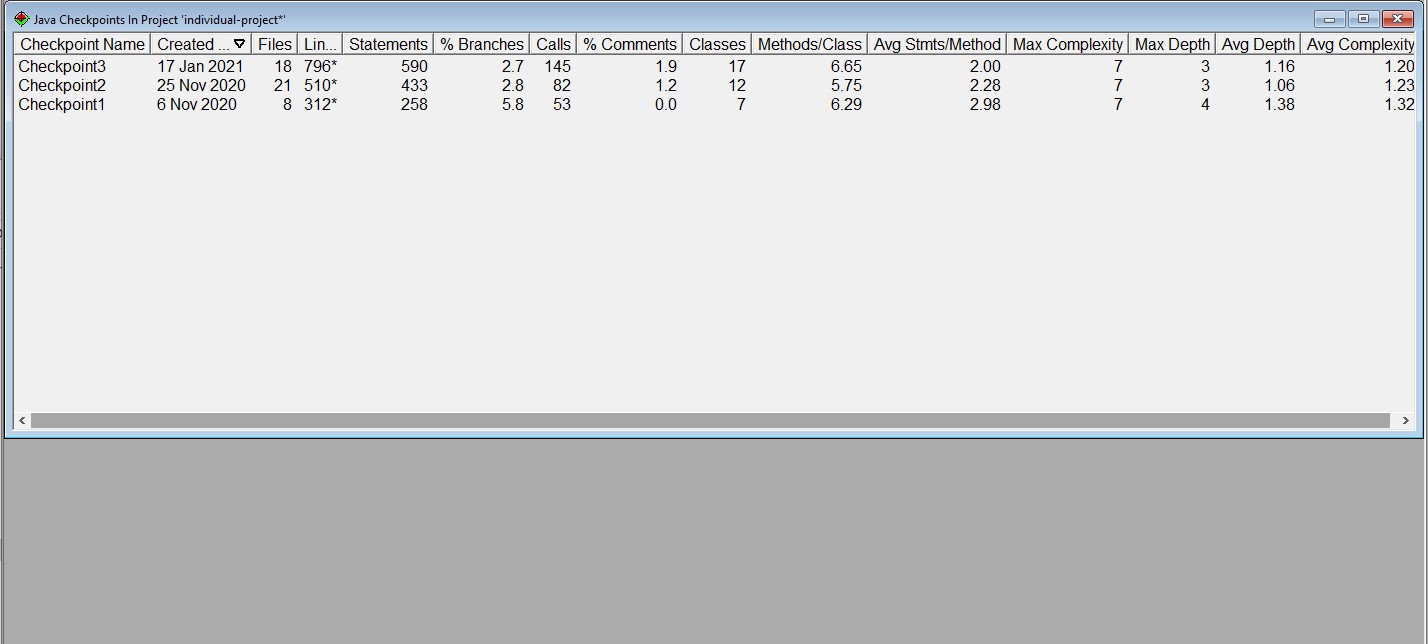 Java Checkpoints In Project 'individual-project*'
Checkpoint Name Created ... Files Lin... Statements % Branches Calls % Comments Classes Methods/Class Avg Stmts/Method Max Complexity Max Depth Avg Depth Avg Complexity
Checkpoint3 17 Jan 2021 18 796* 590 2.7 145 1.9 17 6.65 2.00 7 3 1.16 1.20
Checkpoint2 25 Nov 2020 21 510* 433 2.8 82 1.2 12 5.75 2.28 7 3 1.06 1.23
Checkpoint1 6 Nov 2020 8 312* 258 5.8 53 0.0 7 6.29 2.98 7 4 1.38 1.32